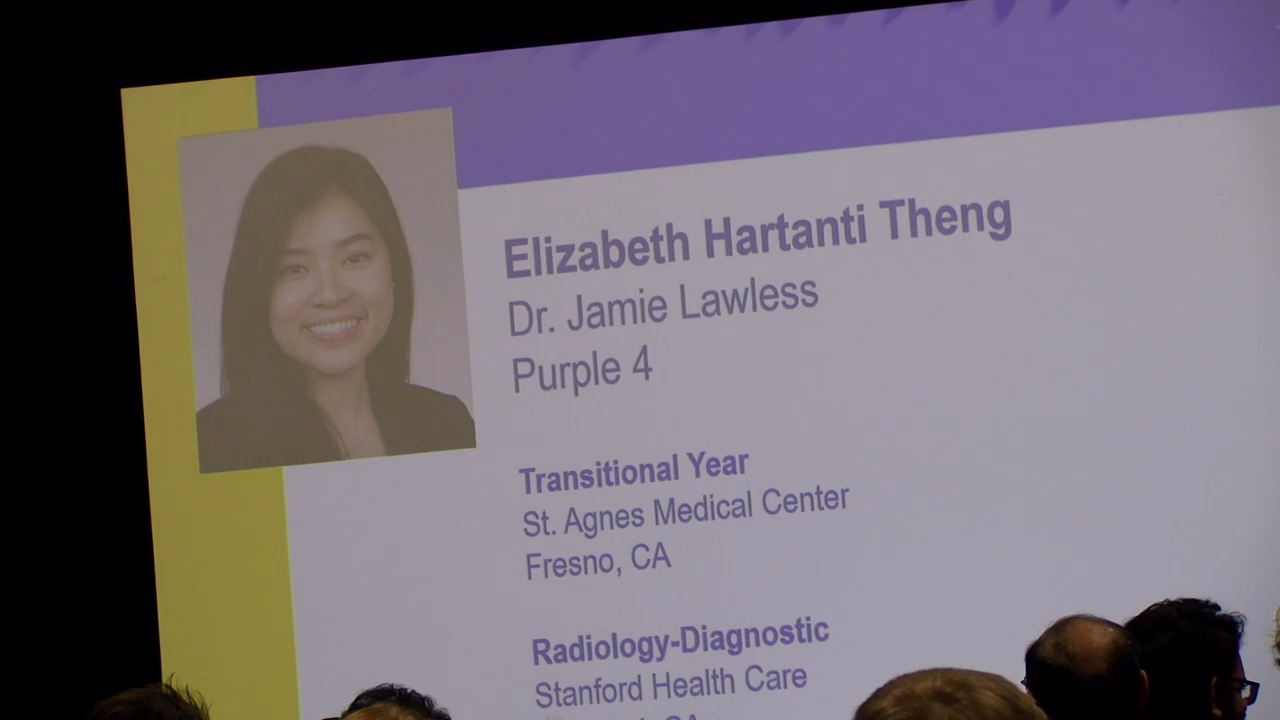 Elizabeth Hartanti Theng
Dr. Jamie Lawless
Purple 4
Transitional Year
St. Agnes Medical Center
Fresno, CA
Radiology-Diagnostic
Stanford Health Care
CA